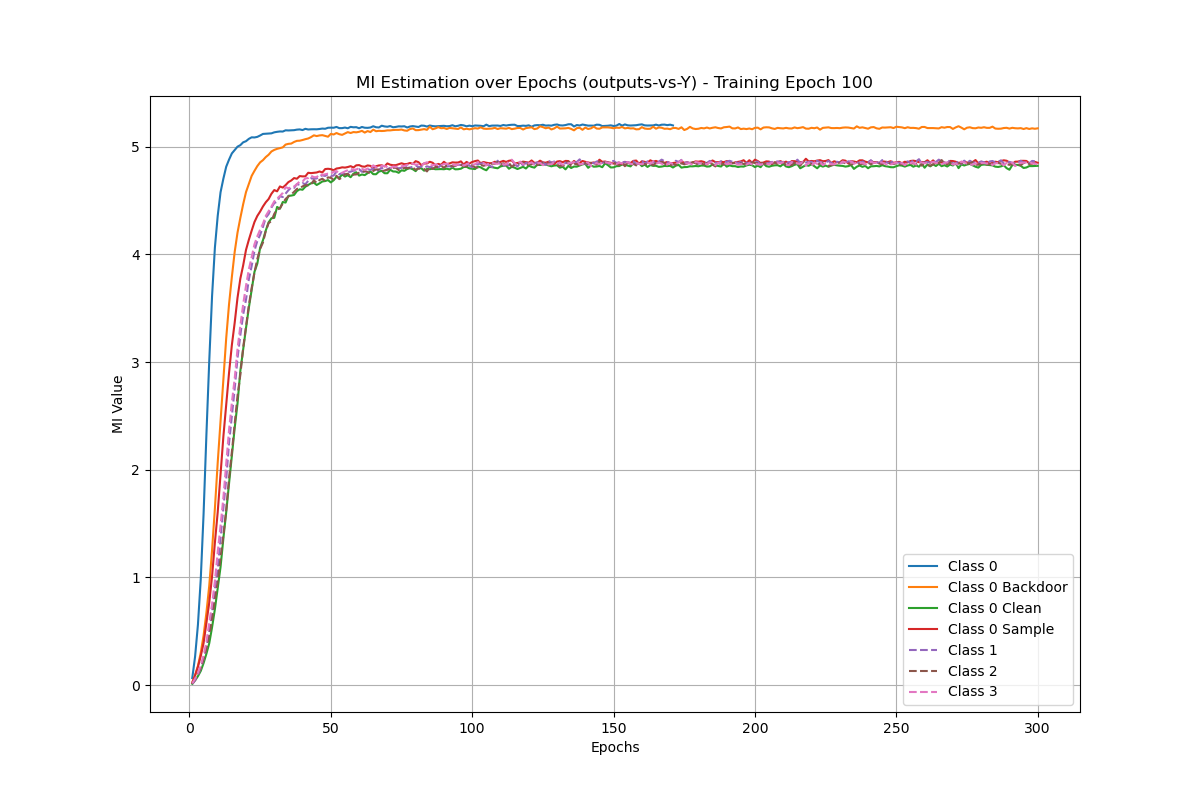 MI Estimation over Epochs (outputs-vs-Y) - Training Epoch 100
MI Value
5
4
3
2
1
0
0 50 100 150 200 250 300
Epochs
Class 0
Class 0 Backdoor
Class 0 Clean
Class 0 Sample
Class 1
Class 2
Class 3